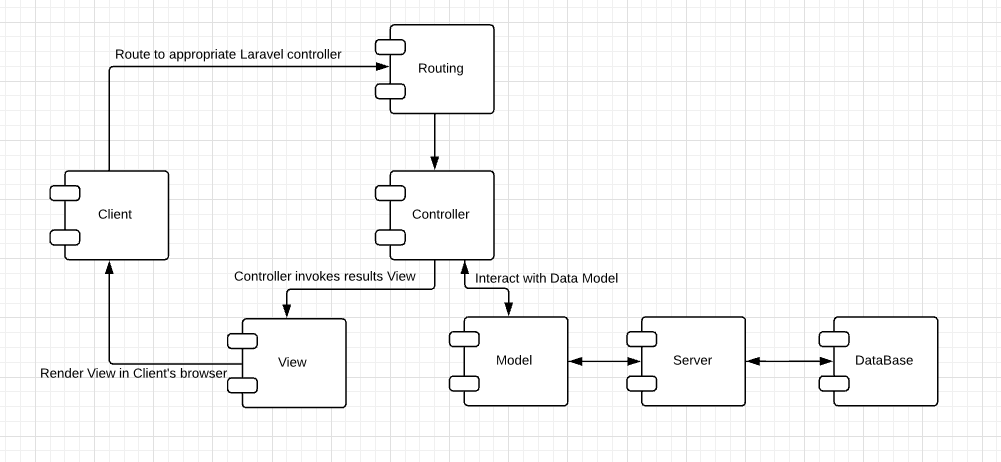 Route to appropriate Laravel controller
Routing
Client
Controller
Controller invokes results View
Interact with Data Model
View
Model
Server
DataBase
Render View in Client's browser